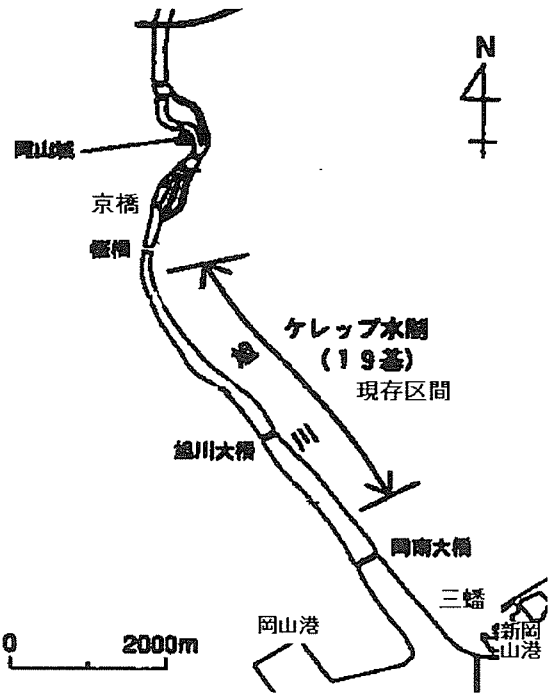 N
岡山城
京橋
桜橋
ケレップ水制
(19基)
現存区間
旭
川
旭川大橋
岡南大橋
三蟠
新岡
山港
岡山港
0
2000m